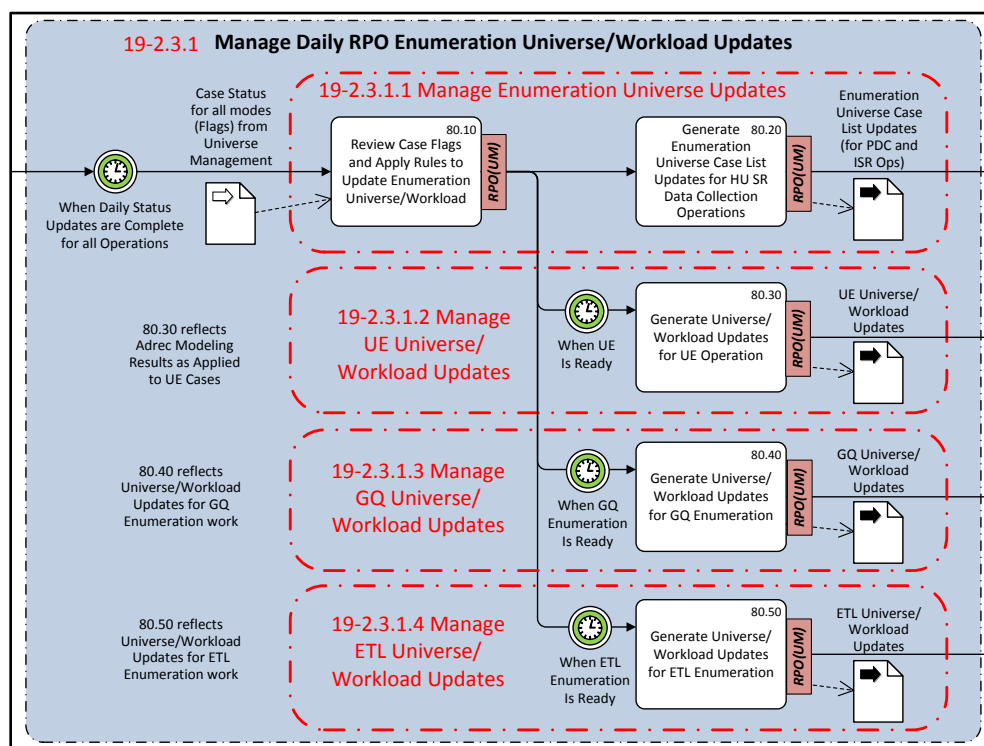 19-2.3.1 Manage Daily RPO Enumeration Universe/Workload Updates
Case Status
for all modes
(Flags) from
Universe
Management
When Daily Status
Updates are Complete
for all Operations
19-2.3.1.1 Manage Enumeration Universe Updates
80.10
Review Case Flags
and Apply Rules to
Update Enumeration
Universe/Workload
RPO(UM)
80.20
Generate
Enumeration
Universe Case List
Updates for HU SR
Data Collection
Operations
RPO(UM)
Enumeration
Universe Case
List Updates
(for PDC and
ISR Ops)
80.30 reflects
Adrec Modeling
Results as Applied
to UE Cases
19-2.3.1.2 Manage
UE Universe/
Workload Updates
When UE
Is Ready
80.30
Generate Universe/
Workload Updates
for UE Operation
RPO(UM)
UE Universe/
Workload
Updates
80.40 reflects
Universe/Workload
Updates for GQ
Enumeration work
19-2.3.1.3 Manage
GQ Universe/
Workload Updates
When GQ
Enumeration
Is Ready
80.40
Generate Universe/
Workload Updates
for GQ Enumeration
RPO(UM)
GQ Universe/
Workload
Updates
80.50 reflects
Universe/Workload
Updates for ETL
Enumeration work
19-2.3.1.4 Manage
ETL Universe/
Workload Updates
When ETL
Enumeration
Is Ready
80.50
Generate Universe/
Workload Updates
for ETL Enumeration
RPO(UM)
ETL Universe/
Workload
Updates